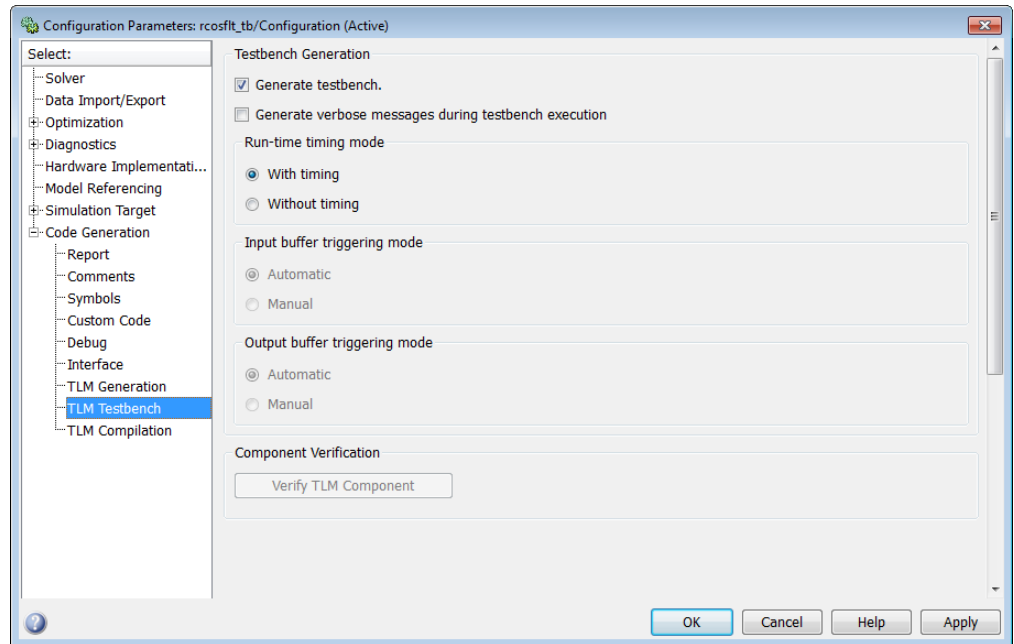 Configuration Parameters: rcosflt_tb/Configuration (Active)
Select:
Solver
Data Import/Export
Optimization
Diagnostics
Hardware Implementati...
Model Referencing
Simulation Target
Code Generation
Report
Comments
Symbols
Custom Code
Debug
Interface
TLM Generation
TLM Testbench
TLM Compilation
Testbench Generation
Generate testbench.
Generate verbose messages during testbench execution
Run-time timing mode
With timing
Without timing
Input buffer triggering mode
Automatic
Manual
Output buffer triggering mode
Automatic
Manual
Component Verification
Verify TLM Component
OK Cancel Help Apply